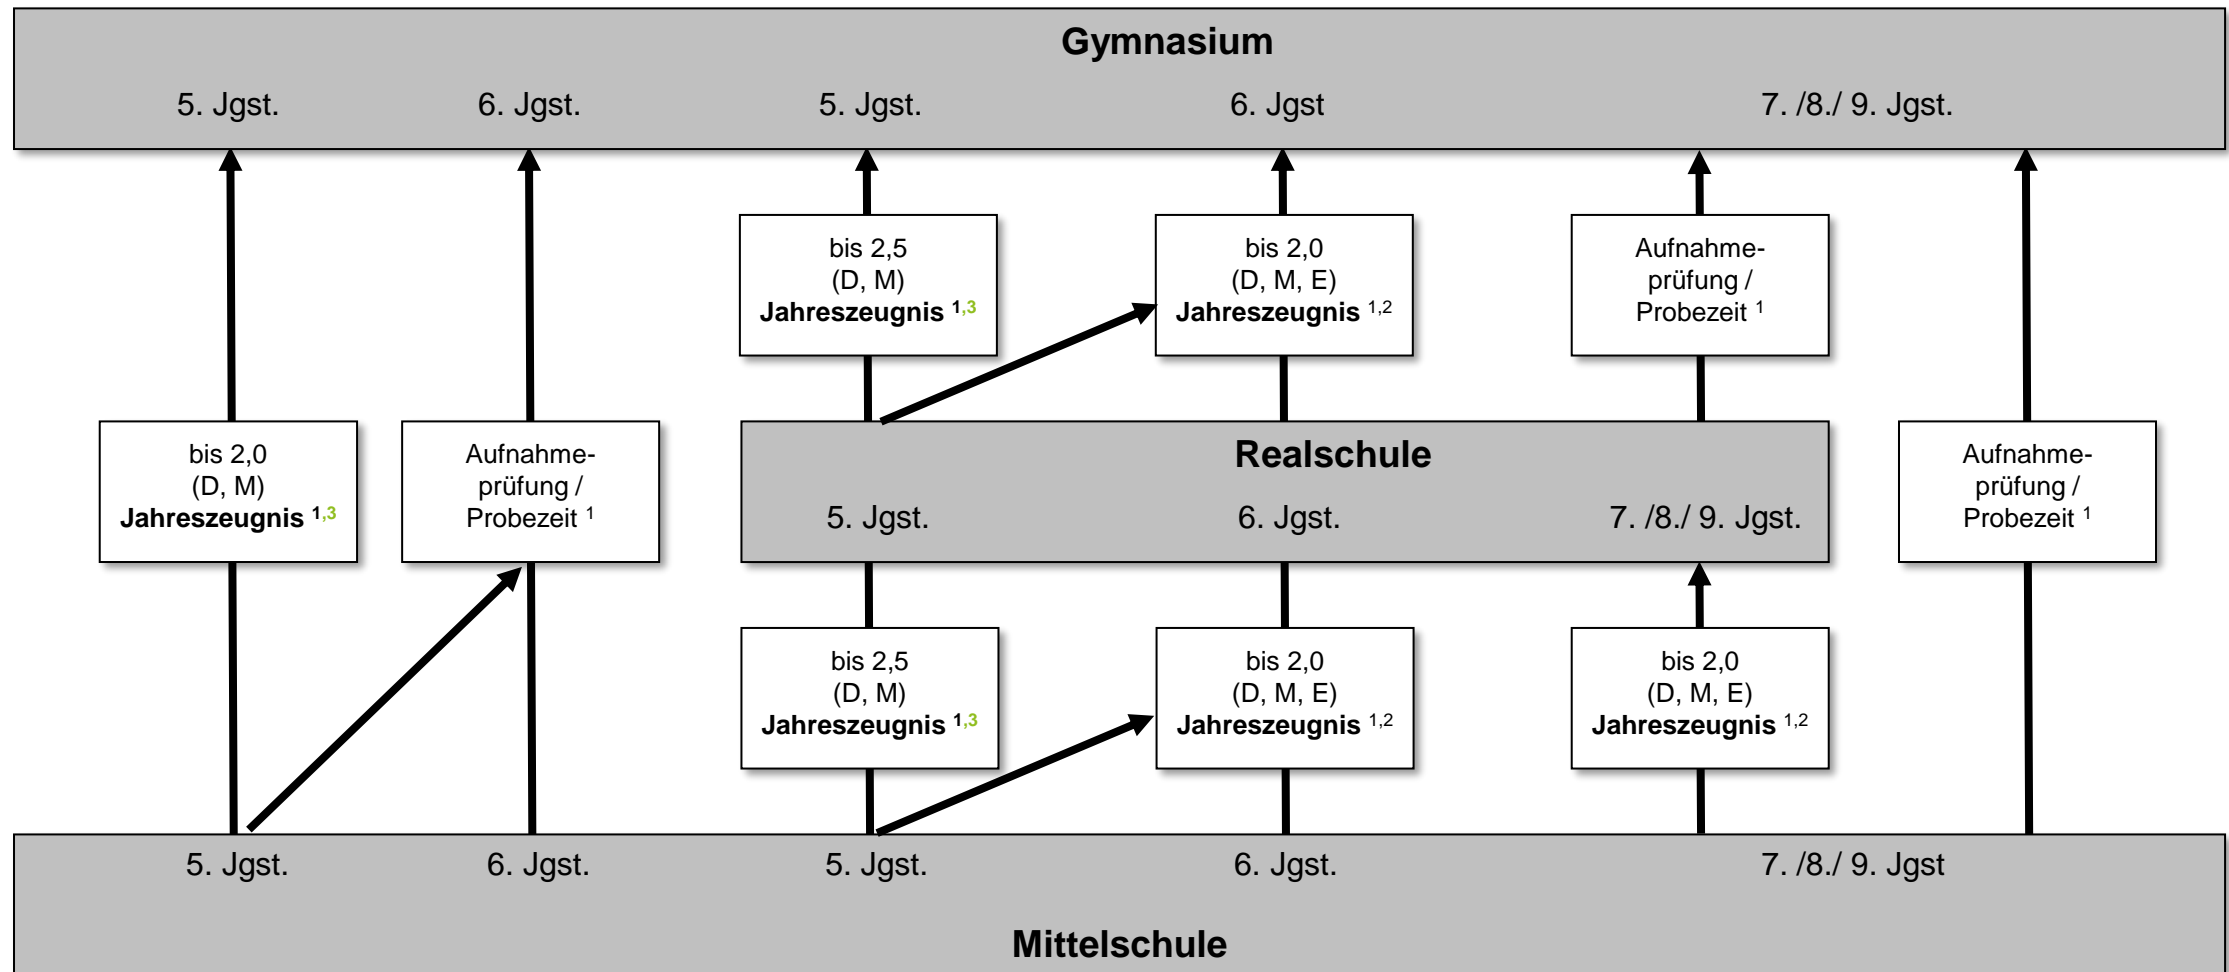 Gymnasium
5. Jgst.
6. Jgst.
5. Jgst.
6. Jgst
7. /8./ 9. Jgst.
bis 2,5
(D, M)
Jahreszeugnis 1,3
bis 2,0
(D, M, E)
Jahreszeugnis 1,2
Aufnahme-
prüfung /
Probezeit 1
bis 2,0
(D, M)
Jahreszeugnis 1,3
Aufnahme-
prüfung /
Probezeit 1
Realschule
5. Jgst.
6. Jgst.
7. /8./ 9. Jgst.
Aufnahme-
prüfung /
Probezeit 1
bis 2,5
(D, M)
Jahreszeugnis 1,3
bis 2,0
(D, M, E)
Jahreszeugnis 1,2
bis 2,0
(D, M, E)
Jahreszeugnis 1,2
5. Jgst.
6. Jgst.
5. Jgst.
6. Jgst.
7. /8./ 9. Jgst
Mittelschule